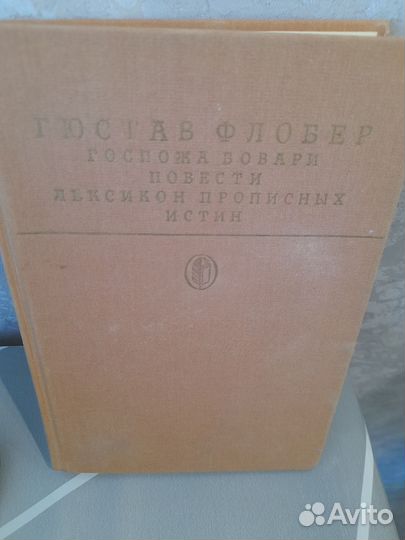 ГЮСТАВ ФЛОБЕР
ГОСПОЖА БОВАРИ
ПОВЕСТИ
ЛЕКСИКОН ПРОПИСНЫХ
ИСТИН
Avito